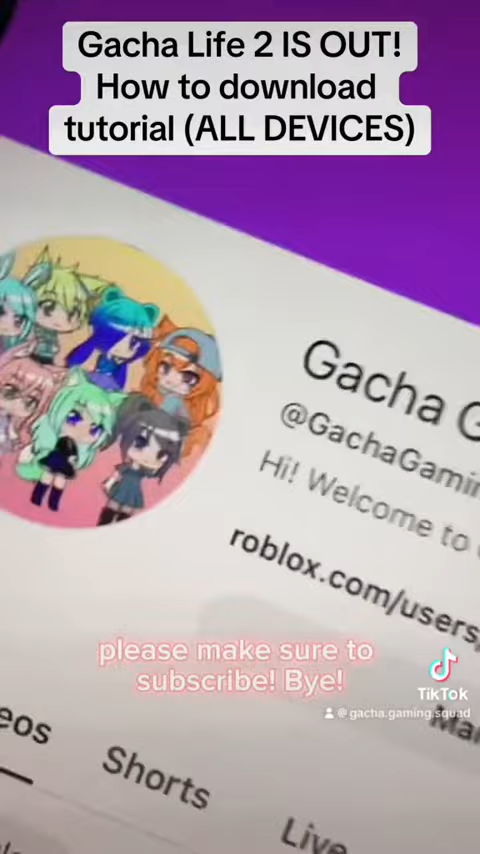 Gacha Life 2 IS OUT!
How to download
tutorial (ALL DEVICES)
Gacha G
@GachaGamin
Hi! Welcome to
roblox.com/users
please make sure to
subscribe! Bye!
TikTok
@gacha.gaming.squad
Man
eos
Shorts
Live